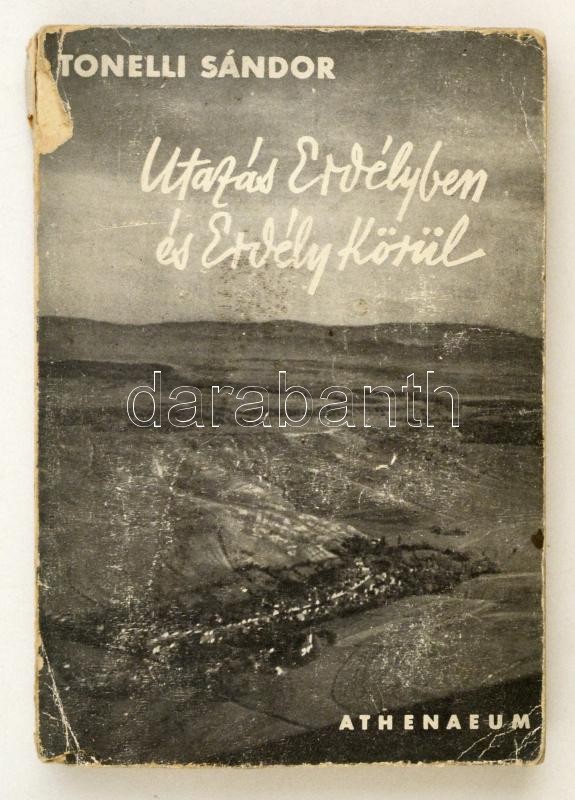 TONELLI SÁNDOR
Utazás Erdélyben
és Erdély Körül
darabanth
ATHENAEUM